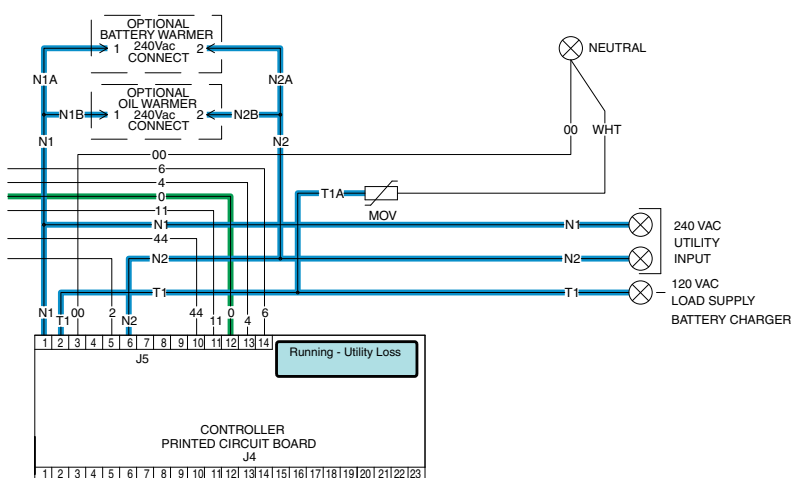 OPTIONAL
BATTERY WARMER
1 240Vac 2
CONNECT
NEUTRAL
N1A
N2A
OPTIONAL
OIL WARMER
N1B 1 240Vac 2 N2B
CONNECT
00 WHT
N1
N2
00
6
4
T1A
0
MOV
11
N1
N1
240 VAC
44
UTILITY
N2
N2
INPUT
120 VAC
T1
T1
LOAD SUPPLY
BATTERY CHARGER
N1 T1 00 2 N2 44 11 0 4 6
1 2 3 4 5 6 7 8 9 10 11 12 13 14
J5
Running - Utility Loss
CONTROLLER
PRINTED CIRCUIT BOARD
J4
1 2 3 4 5 6 7 8 9 10 11 12 13 14 15 16 17 18 19 20 21 22 23